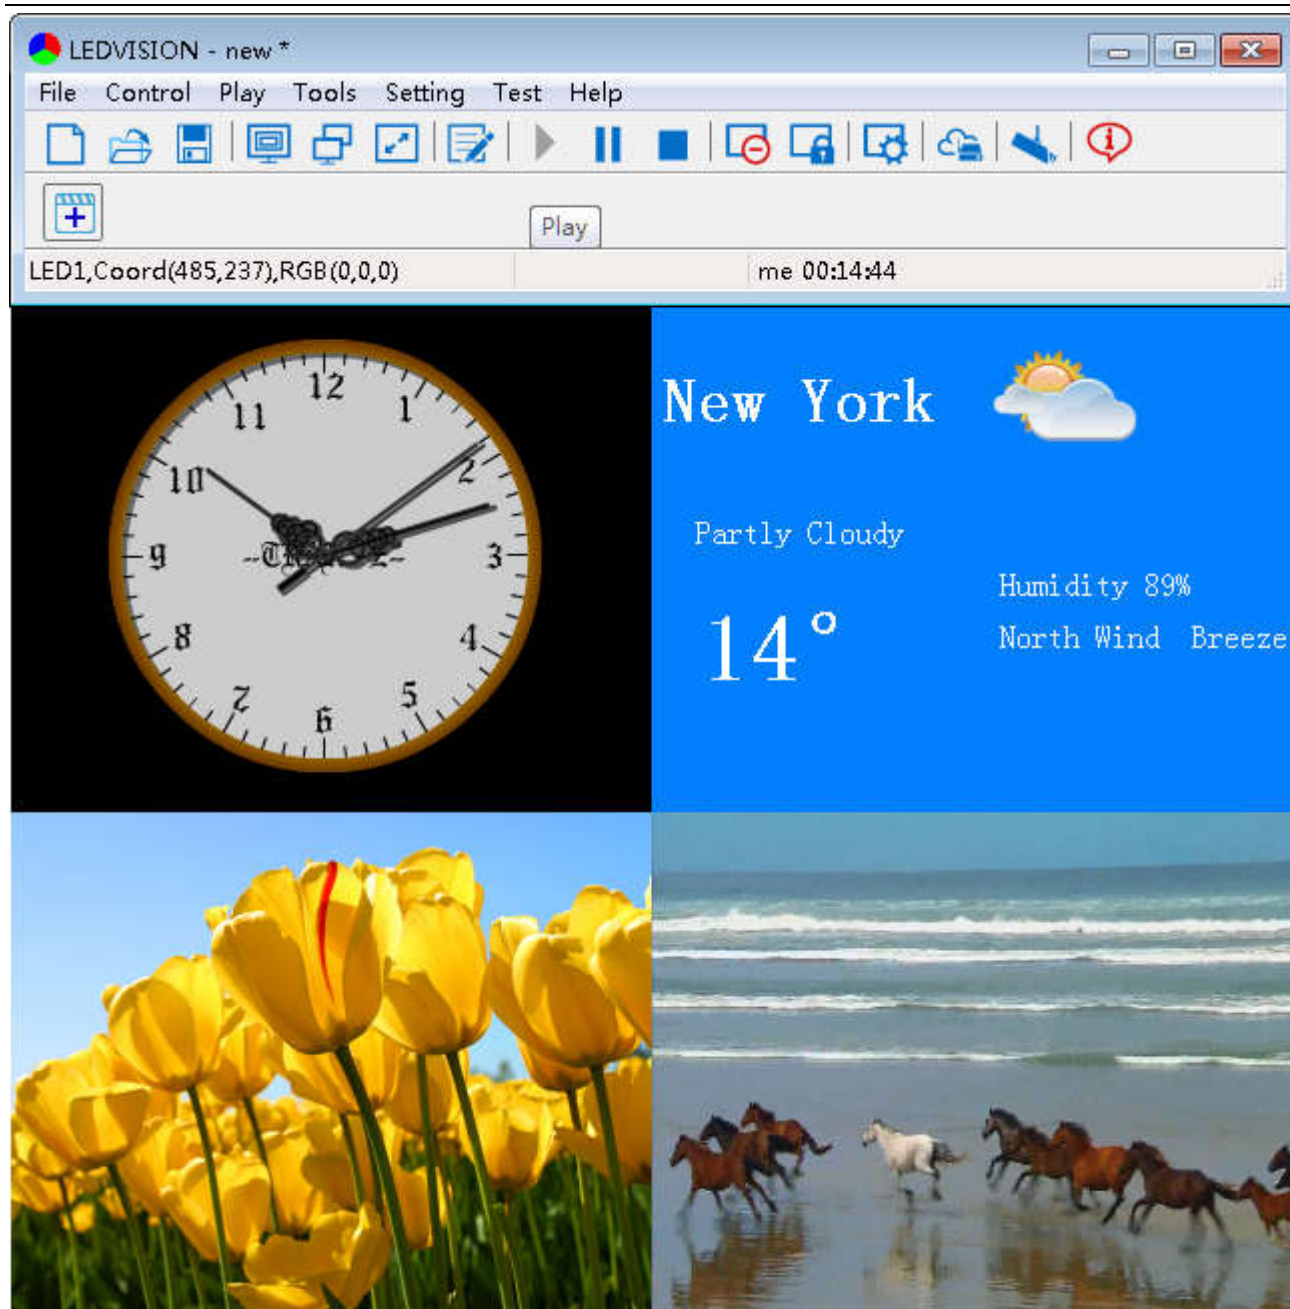 LEDVISION - new *
File Control Play Tools Setting Test Help
Play
LED1,Coord(485,237),RGB(0,0,0)
me 00:14:44
12
1
2
3
4
5
6
7
8
9
10
11
New York
Partly Cloudy
14°
Humidity 89%
North Wind Breeze